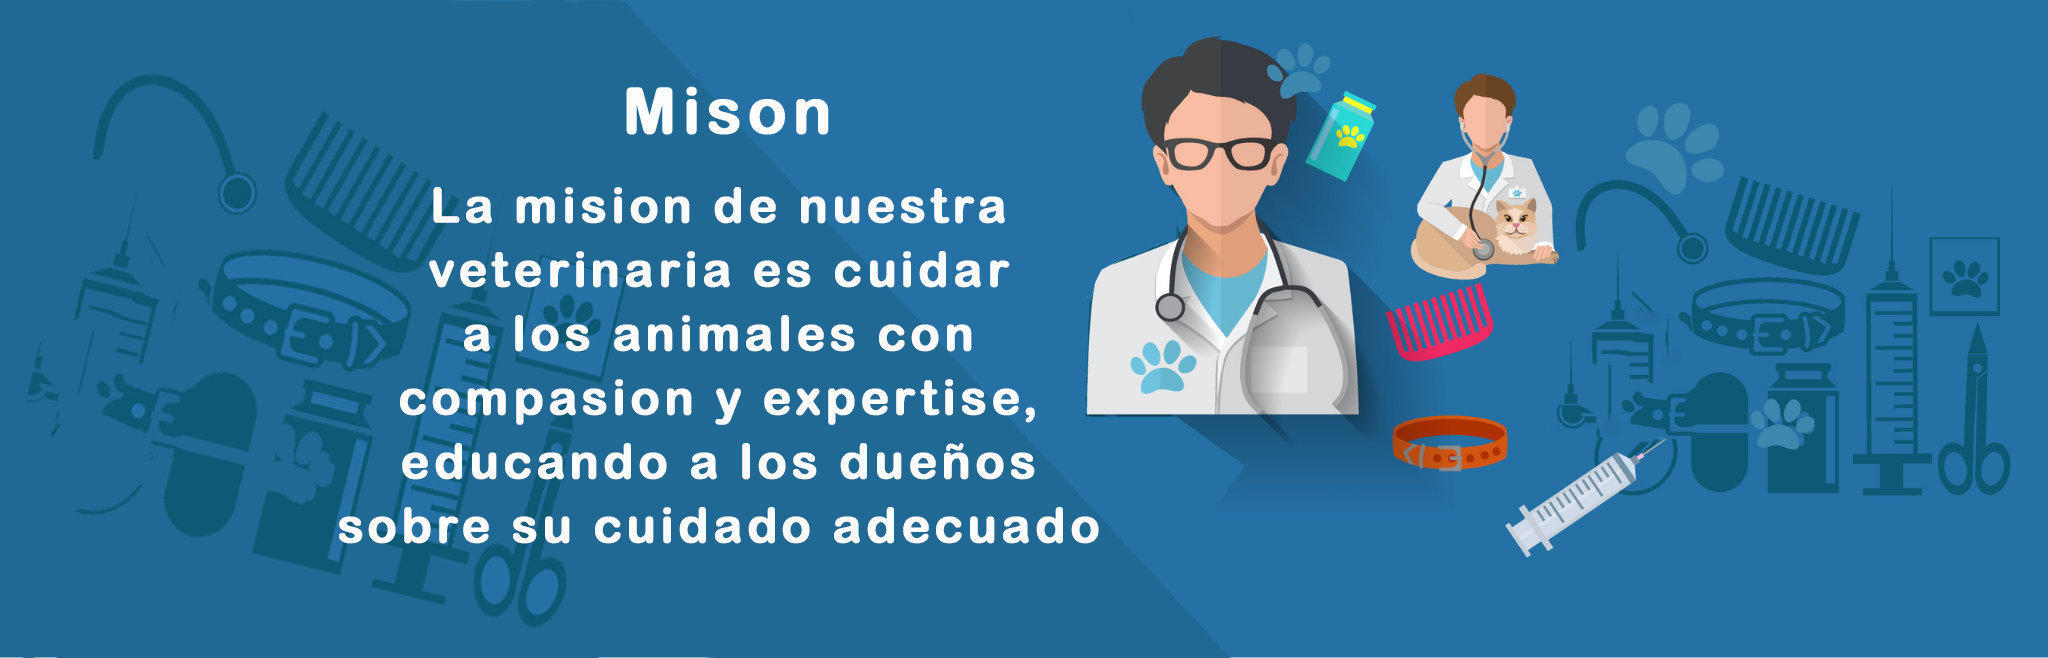 Mison
La mision de nuestra
veterinaria es cuidar
a los animales con
compasion y expertise,
educando a los dueños
sobre su cuidado adecuado